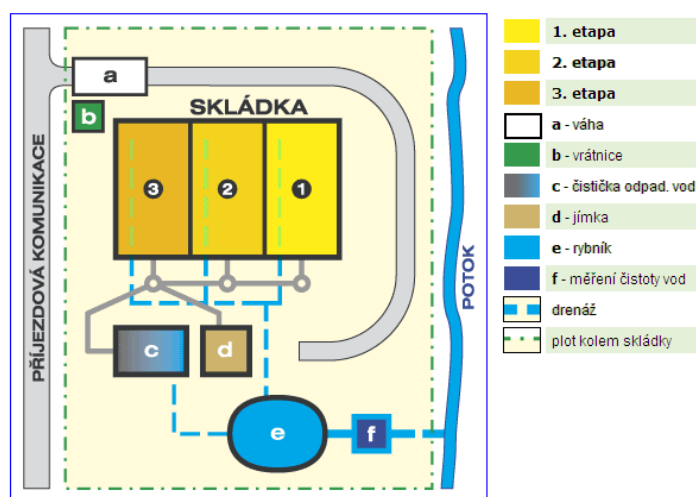 a
b
SKLÁDKA
3
2
1
PŘÍJEZDOVÁ KOMUNIKACE
POTOK
c
d
e
f
1. etapa
2. etapa
3. etapa
a - váha
b - vrátnice
c - čistička odpad. vod
d - jímka
e - rybník
f - měření čistoty vod
drenáž
plot kolem skládky